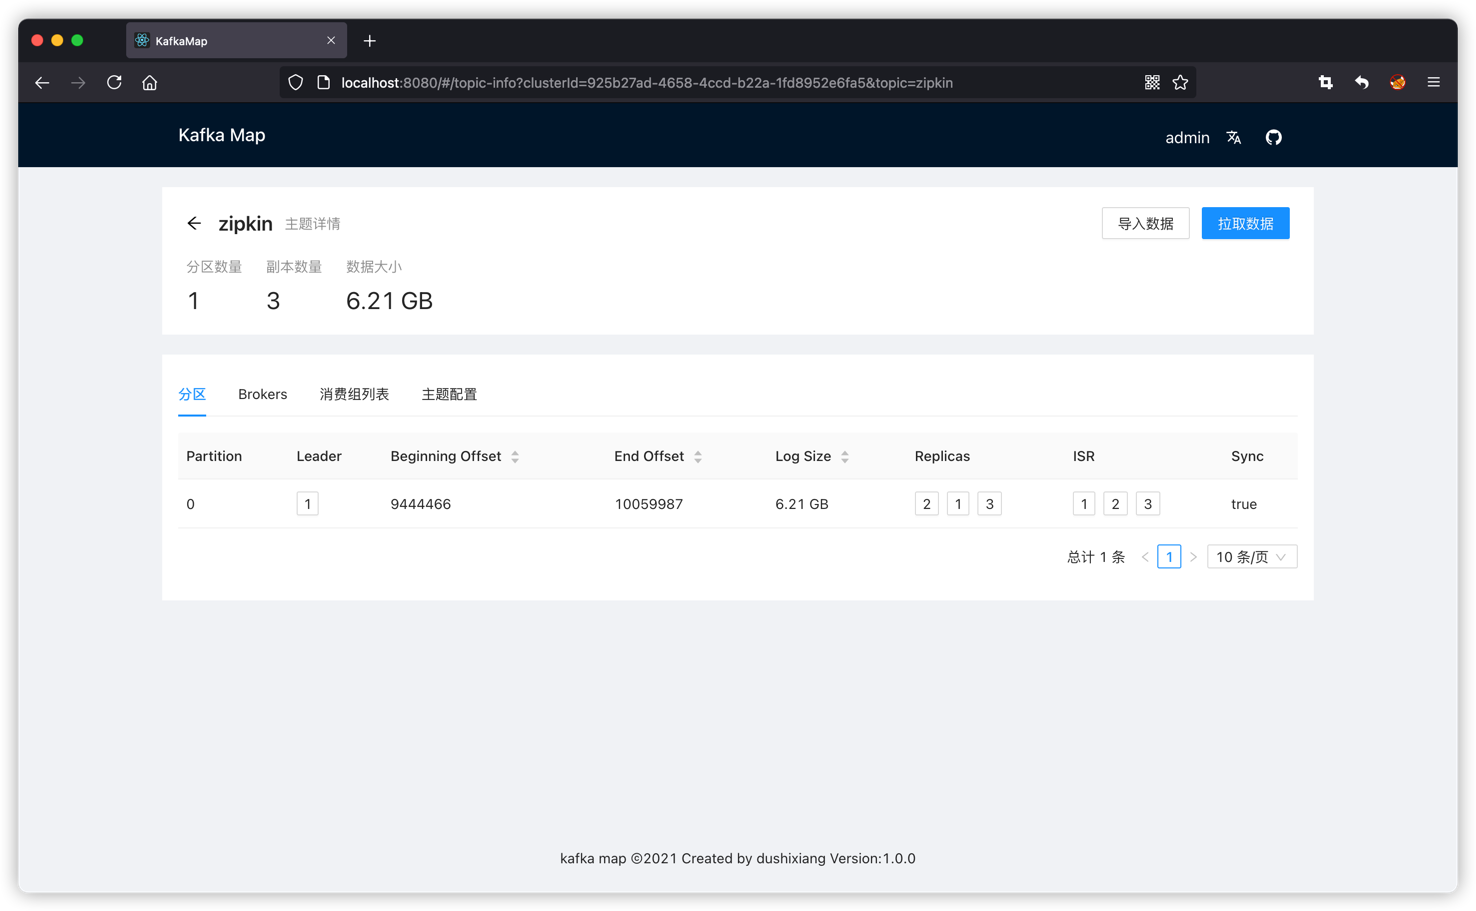 KafkaMap
localhost:8080/#/topic-info?clusterId=925b27ad-4658-4ccd-b22a-1fd8952e6fa5&topic=zipkin
Kafka Map
admin
zipkin 主题详情 导入数据 拉取数据
分区数量 副本数量 数据大小
1 3 6.21 GB
分区 Brokers 消费组列表 主题配置
Partition Leader Beginning Offset End Offset Log Size Replicas ISR Sync
0 1 9444466 10059987 6.21 GB 2 1 3 1 2 3 true
总计 1 条 < 1 > 10 条/页
kafka map ©2021 Created by dushixiang Version:1.0.0